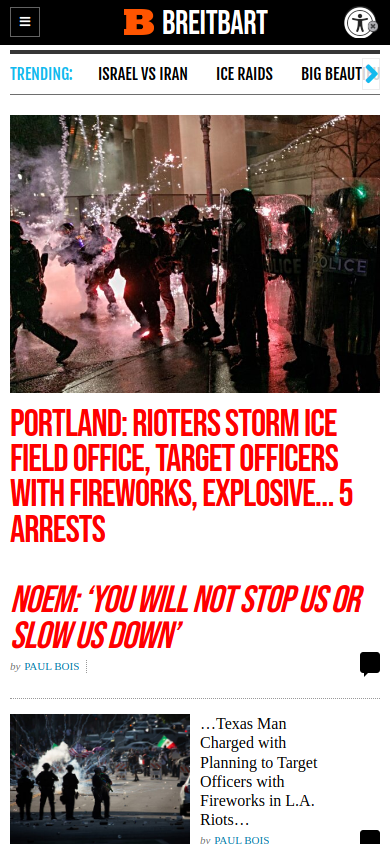 BREITBART
TRENDING:
ISRAEL VS IRAN
ICE RAIDS
BIG BEAUT
POLICE
PORTLAND: RIOTERS STORM ICE
FIELD OFFICE, TARGET OFFICERS
WITH FIREWORKS, EXPLOSIVE… 5
ARRESTS
NOEM: ‘YOU WILL NOT STOP US OR
SLOW US DOWN’
by PAUL BOIS
…Texas Man
Charged with
Planning to Target
Officers with
Fireworks in L.A.
Riots…
by PAUL BOIS